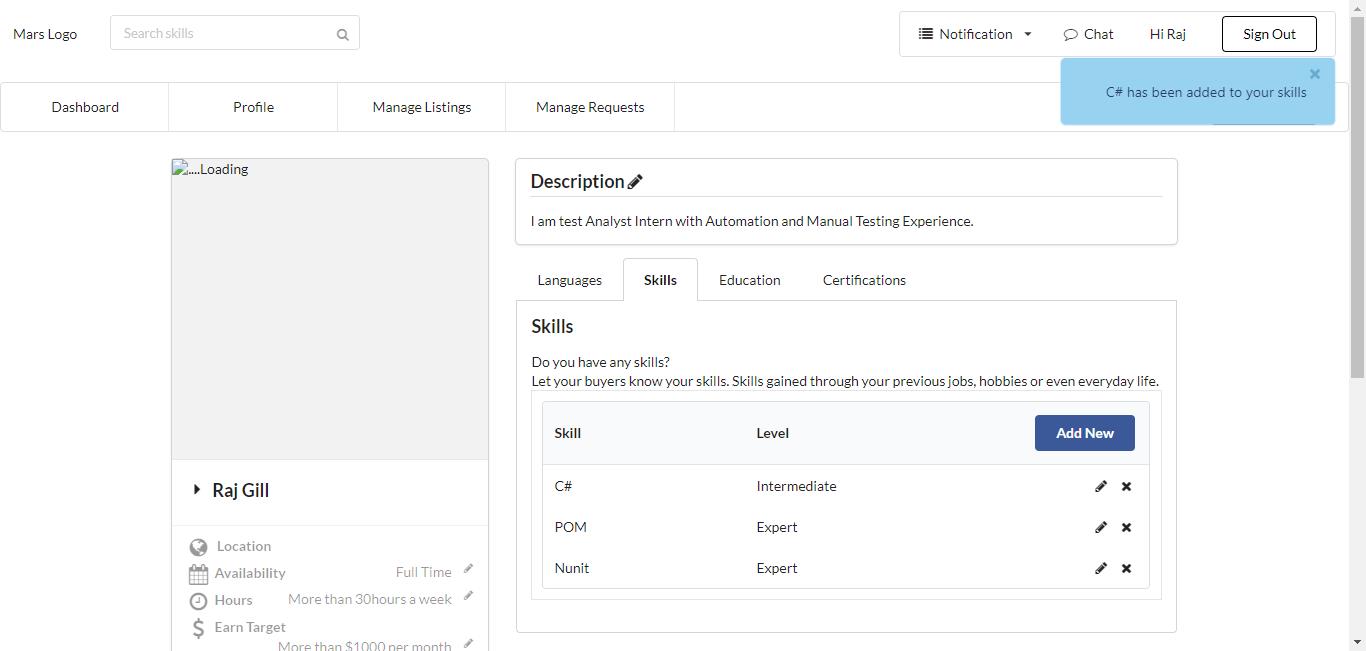 Mars Logo
Search skills
Notification
Chat
Hi Raj
Sign Out
C# has been added to your skills
Dashboard
Profile
Manage Listings
Manage Requests
....Loading
Description
I am test Analyst Intern with Automation and Manual Testing Experience.
Languages
Skills
Education
Certifications
Skills
Do you have any skills?
Let your buyers know your skills. Skills gained through your previous jobs, hobbies or even everyday life.
Skill Level Add New
C# Intermediate
POM Expert
Nunit Expert
Raj Gill
Location
Availability Full Time
Hours More than 30hours a week
Earn Target
More than $1000 per month